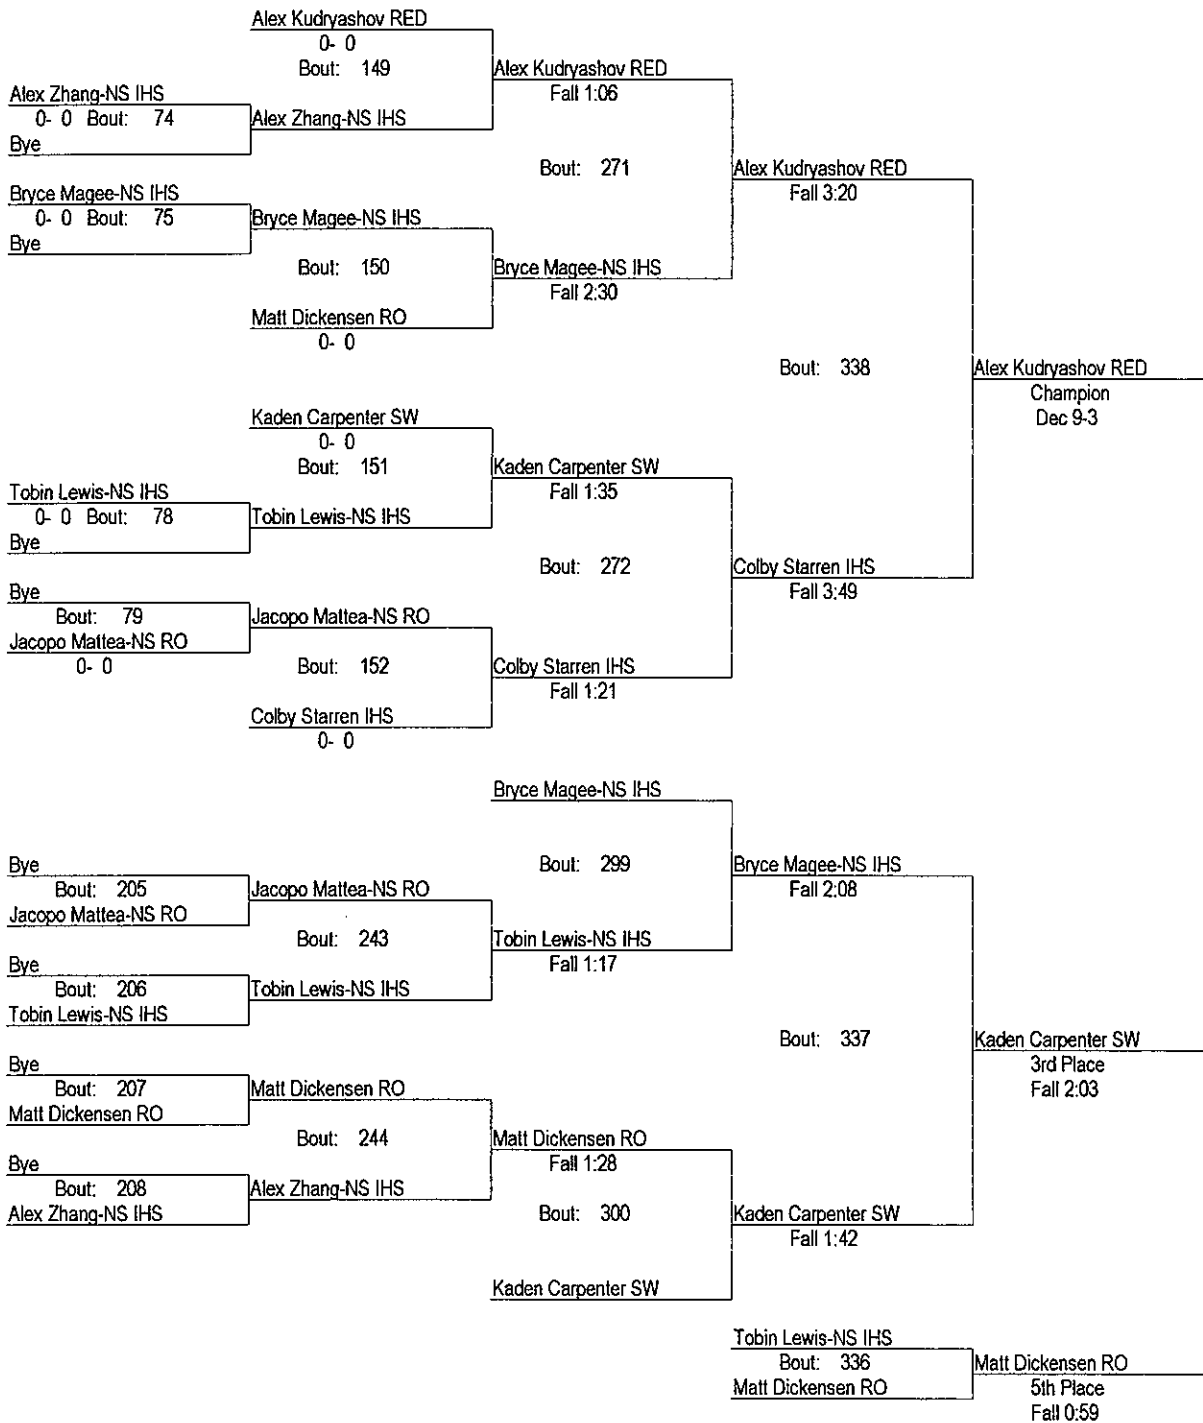 Alex Kudryashov RED
0- 0
Bout: 149
Alex Kudryashov RED
Fall 1:06
Alex Zhang-NS IHS
0- 0 Bout: 74
Alex Zhang-NS IHS
Bye
Bout: 271
Alex Kudryashov RED
Fall 3:20
Bryce Magee-NS IHS
0- 0 Bout: 75
Bryce Magee-NS IHS
Bye
Bout: 150
Bryce Magee-NS IHS
Fall 2:30
Matt Dickensen RO
0- 0
Bout: 338
Alex Kudryashov RED
Champion
Dec 9-3
Kaden Carpenter SW
0- 0
Bout: 151
Kaden Carpenter SW
Fall 1:35
Tobin Lewis-NS IHS
0- 0 Bout: 78
Tobin Lewis-NS IHS
Bye
Bout: 272
Colby Starren IHS
Fall 3:49
Bye
Bout: 79
Jacopo Mattea-NS RO
Jacopo Mattea-NS RO
0- 0
Bout: 152
Colby Starren IHS
Fall 1:21
Colby Starren IHS
0- 0
Bryce Magee-NS IHS
Bout: 299
Bryce Magee-NS IHS
Fall 2:08
Bye
Bout: 205
Jacopo Mattea-NS RO
Jacopo Mattea-NS RO
Bout: 243
Tobin Lewis-NS IHS
Fall 1:17
Bye
Bout: 206
Tobin Lewis-NS IHS
Tobin Lewis-NS IHS
Bout: 337
Kaden Carpenter SW
3rd Place
Fall 2:03
Bye
Bout: 207
Matt Dickensen RO
Matt Dickensen RO
Bout: 244
Matt Dickensen RO
Fall 1:28
Bye
Bout: 208
Alex Zhang-NS IHS
Alex Zhang-NS IHS
Bout: 300
Kaden Carpenter SW
Fall 1:42
Kaden Carpenter SW
Tobin Lewis-NS IHS
Bout: 336
Matt Dickensen RO
Matt Dickensen RO
5th Place
Fall 0:59